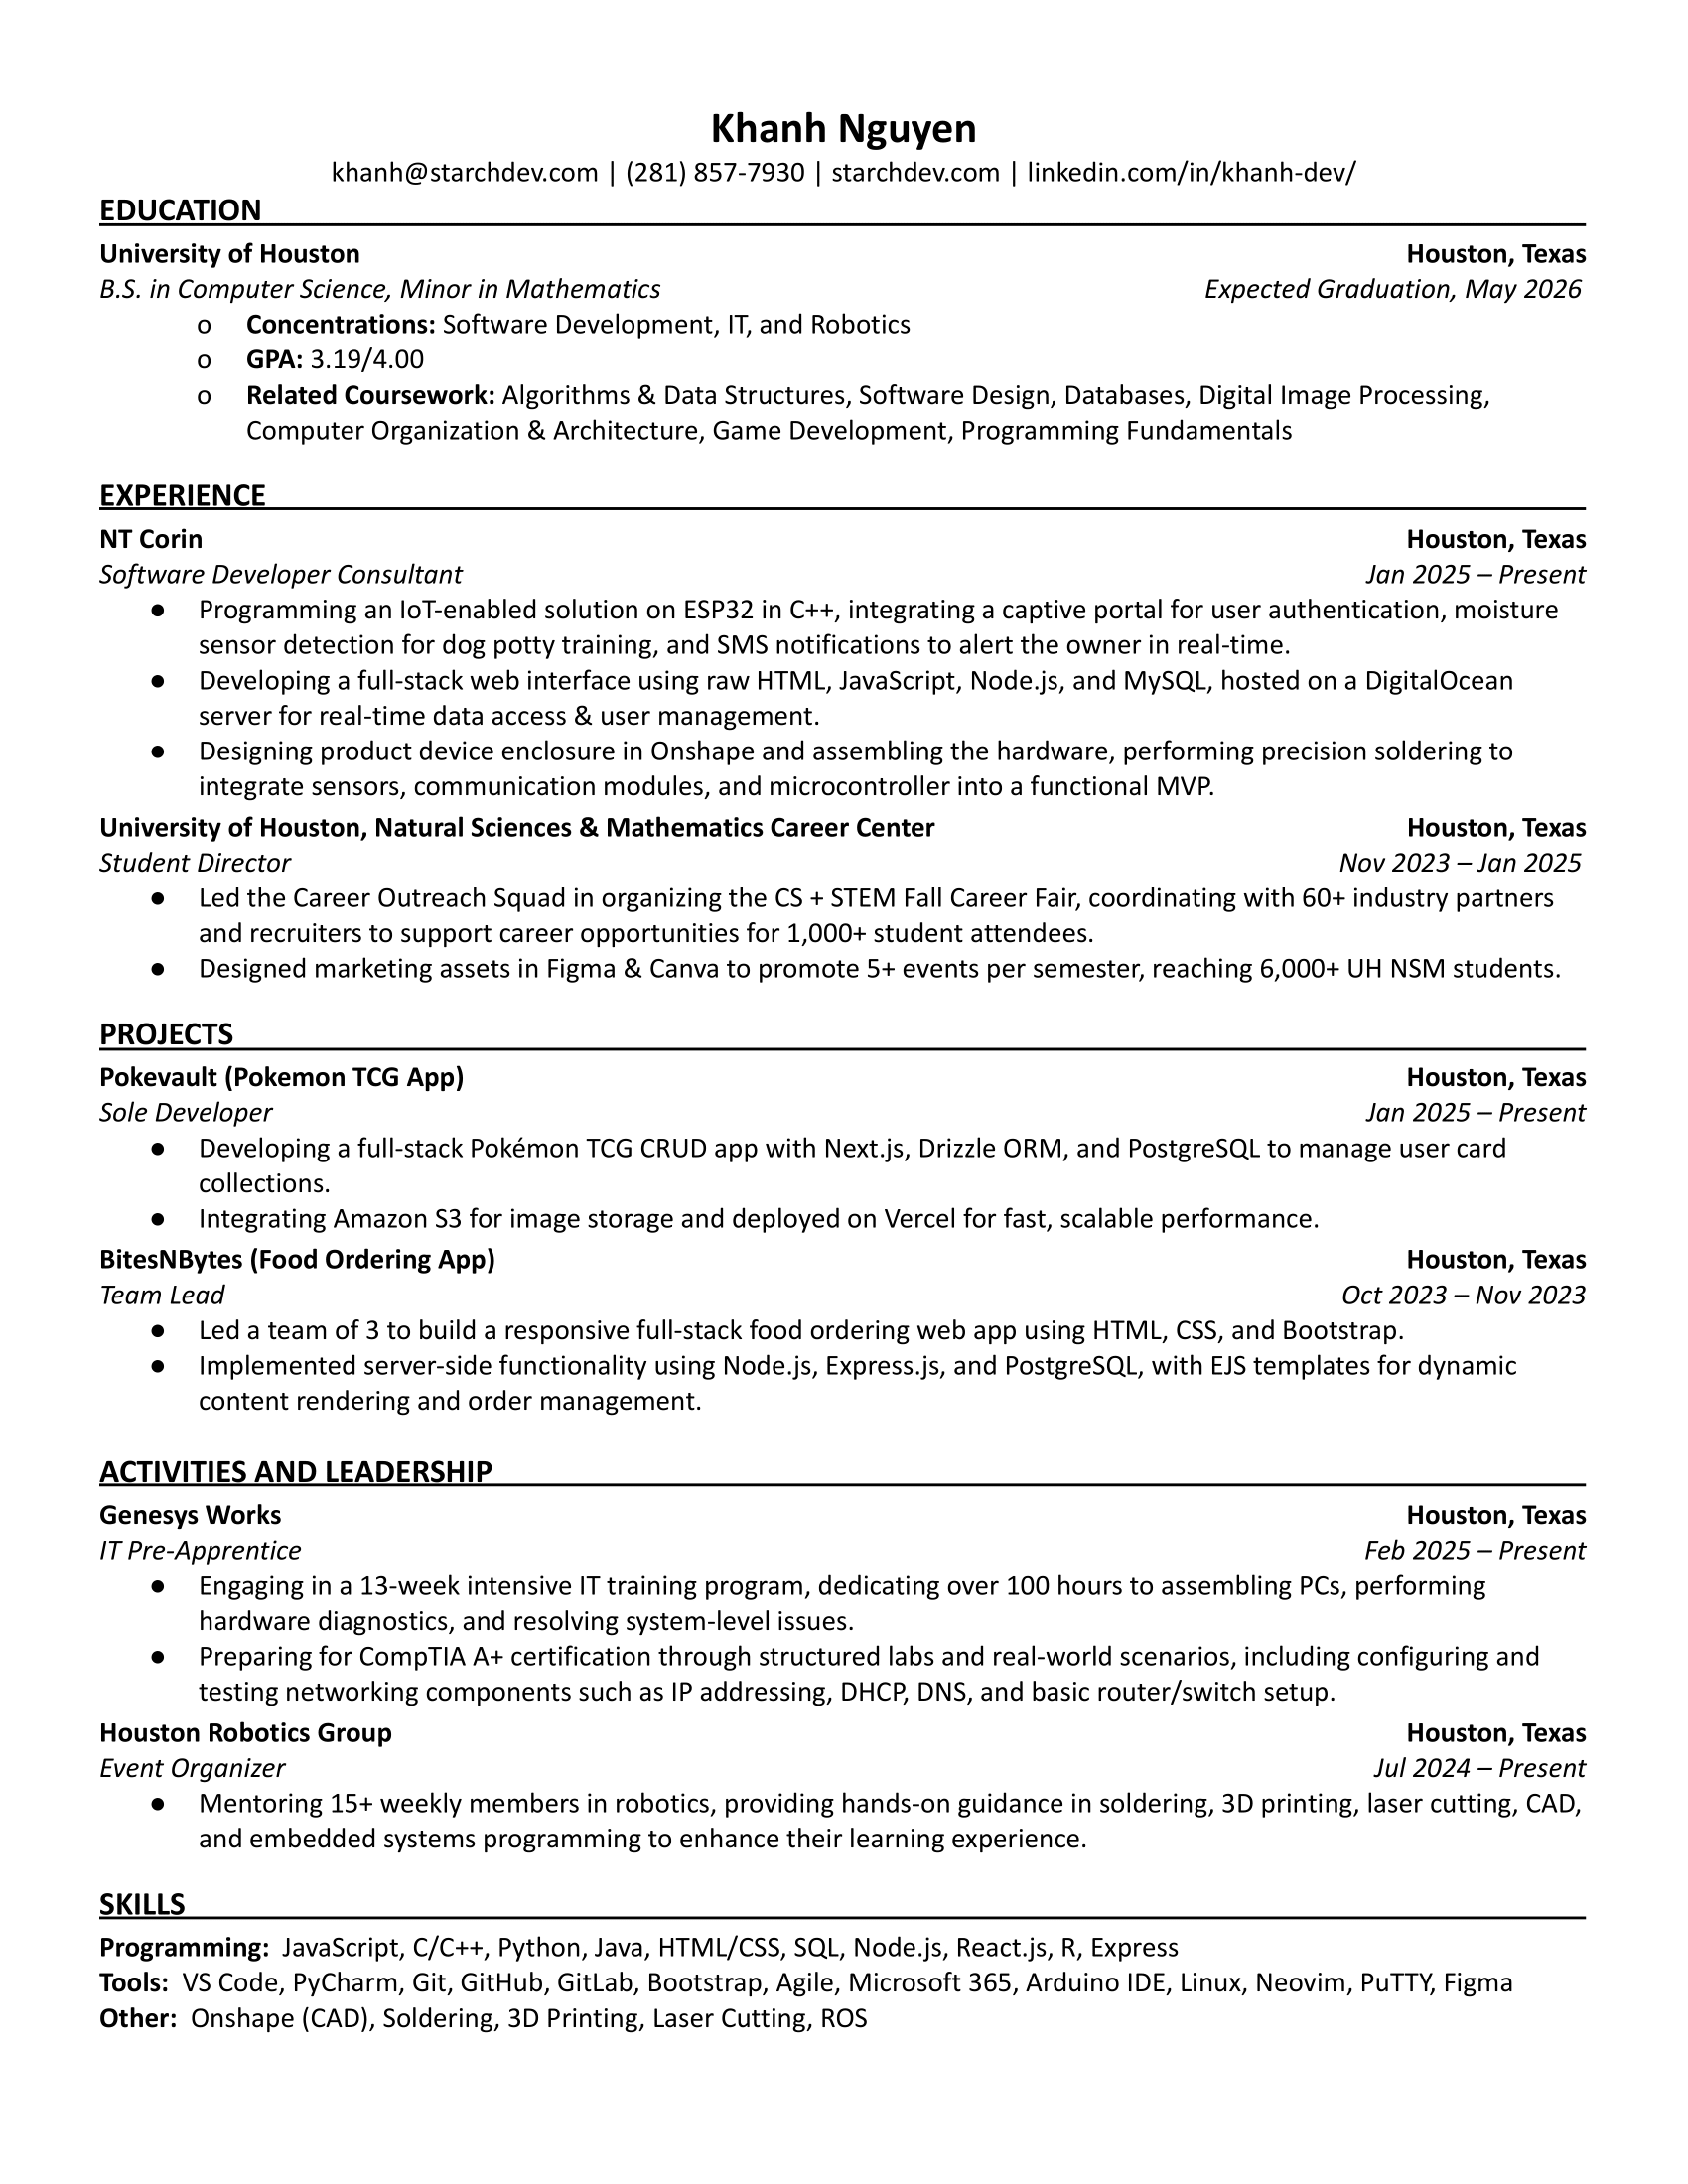 Khanh Nguyen
khanh@starchdev.com | (281) 857-7930 | starchdev.com | linkedin.com/in/khanh-dev/
EDUCATION
University of Houston Houston, Texas
B.S. in Computer Science, Minor in Mathematics Expected Graduation, May 2026
o Concentrations: Software Development, IT, and Robotics
o GPA: 3.19/4.00
o Related Coursework: Algorithms & Data Structures, Software Design, Databases, Digital Image Processing,
Computer Organization & Architecture, Game Development, Programming Fundamentals
EXPERIENCE
NT Corin Houston, Texas
Software Developer Consultant Jan 2025 – Present
● Programming an IoT-enabled solution on ESP32 in C++, integrating a captive portal for user authentication, moisture
sensor detection for dog potty training, and SMS notifications to alert the owner in real-time.
● Developing a full-stack web interface using raw HTML, JavaScript, Node.js, and MySQL, hosted on a DigitalOcean
server for real-time data access & user management.
● Designing product device enclosure in Onshape and assembling the hardware, performing precision soldering to
integrate sensors, communication modules, and microcontroller into a functional MVP.
University of Houston, Natural Sciences & Mathematics Career Center Houston, Texas
Student Director Nov 2023 – Jan 2025
● Led the Career Outreach Squad in organizing the CS + STEM Fall Career Fair, coordinating with 60+ industry partners
and recruiters to support career opportunities for 1,000+ student attendees.
● Designed marketing assets in Figma & Canva to promote 5+ events per semester, reaching 6,000+ UH NSM students.
PROJECTS
Pokevault (Pokemon TCG App) Houston, Texas
Sole Developer Jan 2025 – Present
● Developing a full-stack Pokémon TCG CRUD app with Next.js, Drizzle ORM, and PostgreSQL to manage user card
collections.
● Integrating Amazon S3 for image storage and deployed on Vercel for fast, scalable performance.
BitesNBytes (Food Ordering App) Houston, Texas
Team Lead Oct 2023 – Nov 2023
● Led a team of 3 to build a responsive full-stack food ordering web app using HTML, CSS, and Bootstrap.
● Implemented server-side functionality using Node.js, Express.js, and PostgreSQL, with EJS templates for dynamic
content rendering and order management.
ACTIVITIES AND LEADERSHIP
Genesys Works Houston, Texas
IT Pre-Apprentice Feb 2025 – Present
● Engaging in a 13-week intensive IT training program, dedicating over 100 hours to assembling PCs, performing
hardware diagnostics, and resolving system-level issues.
● Preparing for CompTIA A+ certification through structured labs and real-world scenarios, including configuring and
testing networking components such as IP addressing, DHCP, DNS, and basic router/switch setup.
Houston Robotics Group Houston, Texas
Event Organizer Jul 2024 – Present
● Mentoring 15+ weekly members in robotics, providing hands-on guidance in soldering, 3D printing, laser cutting, CAD,
and embedded systems programming to enhance their learning experience.
SKILLS
Programming: JavaScript, C/C++, Python, Java, HTML/CSS, SQL, Node.js, React.js, R, Express
Tools: VS Code, PyCharm, Git, GitHub, GitLab, Bootstrap, Agile, Microsoft 365, Arduino IDE, Linux, Neovim, PuTTY, Figma
Other: Onshape (CAD), Soldering, 3D Printing, Laser Cutting, ROS